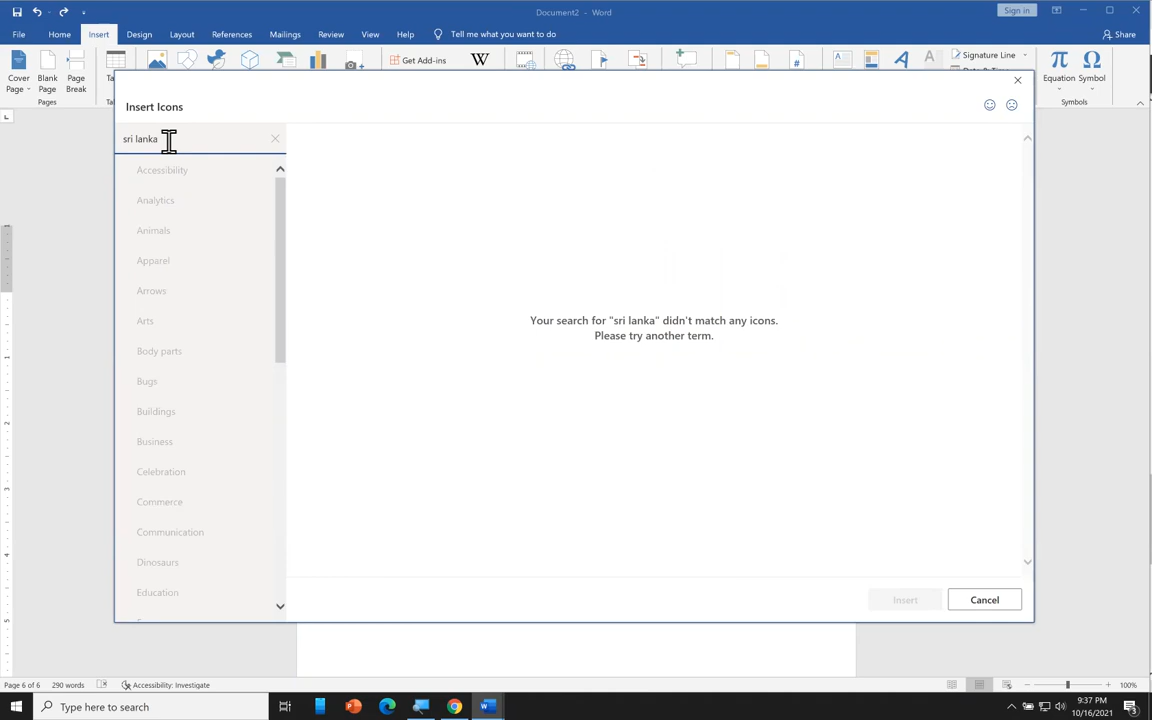 Document2 - Word
Sign in
File Home Insert Design Layout References Mailings Review View Help Tell me what you want to do Share
Get Add-ins W Signature Line
Cover Page
Blank Page
Page Break
Pages
Equation
Symbol
Symbols
Insert Icons
sri lanka
Accessibility
Analytics
Animals
Apparel
Arrows
Arts
Body parts
Bugs
Buildings
Business
Celebration
Commerce
Communication
Dinosaurs
Education
Your search for "sri lanka" didn't match any icons.
Please try another term.
Insert Cancel
Page 6 of 6 290 words Accessibility: Investigate 100%
Type here to search
9:37 PM
10/16/2021
3